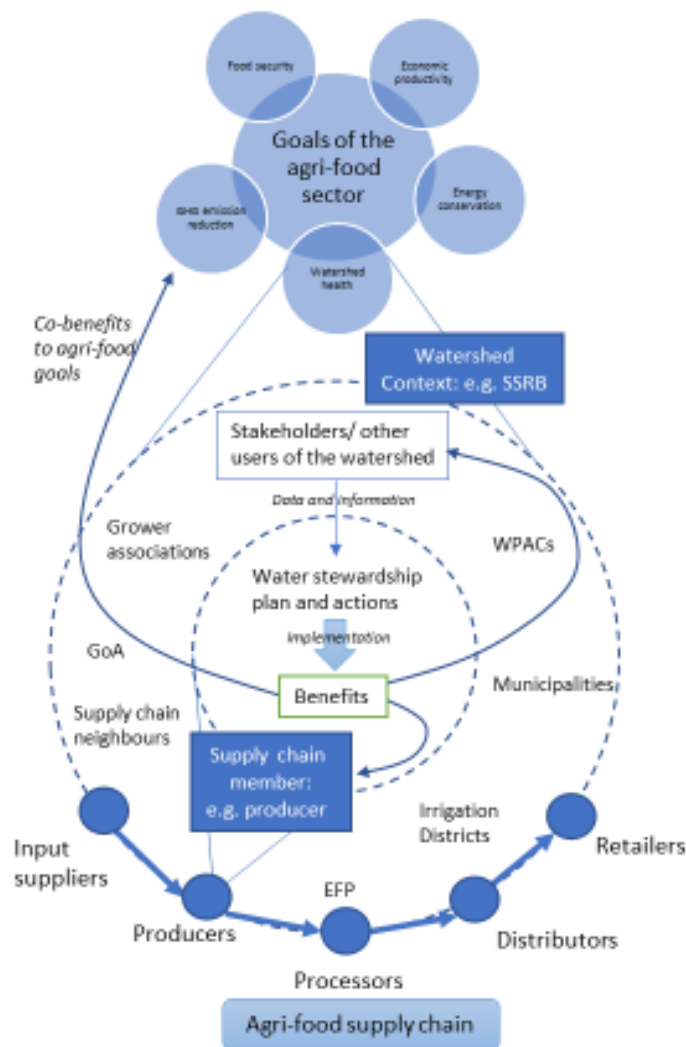 Food security
Economic
productivity
Goals of the
agri-food
sector
GHG emission
reduction
Energy
conservation
Watershed
health
Co-benefits
to agri-food
goals
Watershed
Context: e.g. SSRB
Stakeholders/ other
users of the watershed
Data and information
Grower
associations
WPACs
Water stewardship
plan and actions
Implementation
GoA
Benefits
Municipalities
Supply chain
neighbours
Supply chain
member:
e.g. producer
Irrigation
Districts
Input
suppliers
Retailers
EFP
Producers
Distributors
Processors
Agri-food supply chain